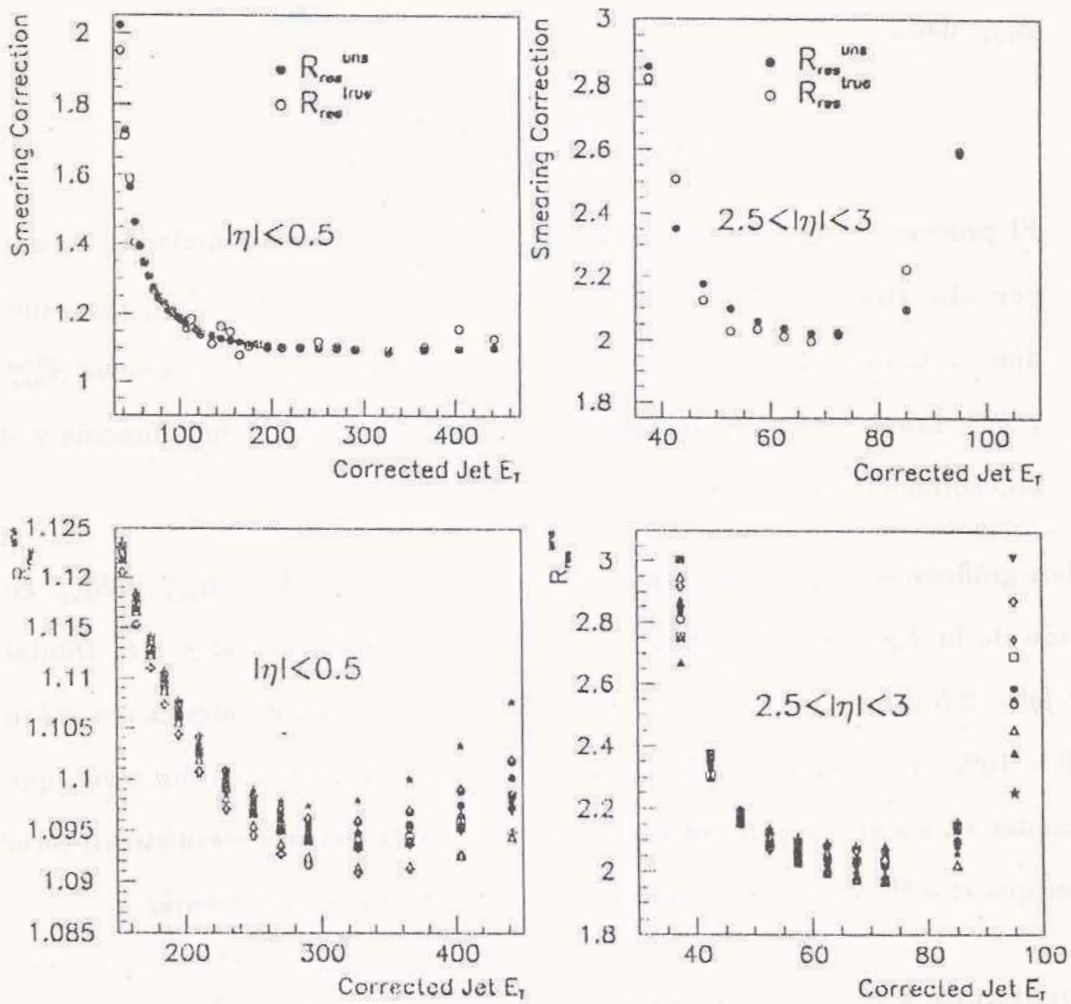 Smearing Correction
2
1.8
1.6
1.4
1.2
1
R_res^uns
R_res^true
|η|<0.5
100 200 300 400
Corrected Jet E_T
Smearing Correction
3
2.8
2.6
2.4
2.2
2
1.8
R_res^uns
R_res^true
2.5<|η|<3
40 60 80 100
Corrected Jet E_T
R_res^uns
1.125
1.12
1.115
1.11
1.105
1.1
1.095
1.09
1.085
|η|<0.5
200 300 400
Corrected Jet E_T
R_res^uns
3
2.8
2.6
2.4
2.2
2
1.8
2.5<|η|<3
40 60 80 100
Corrected Jet E_T